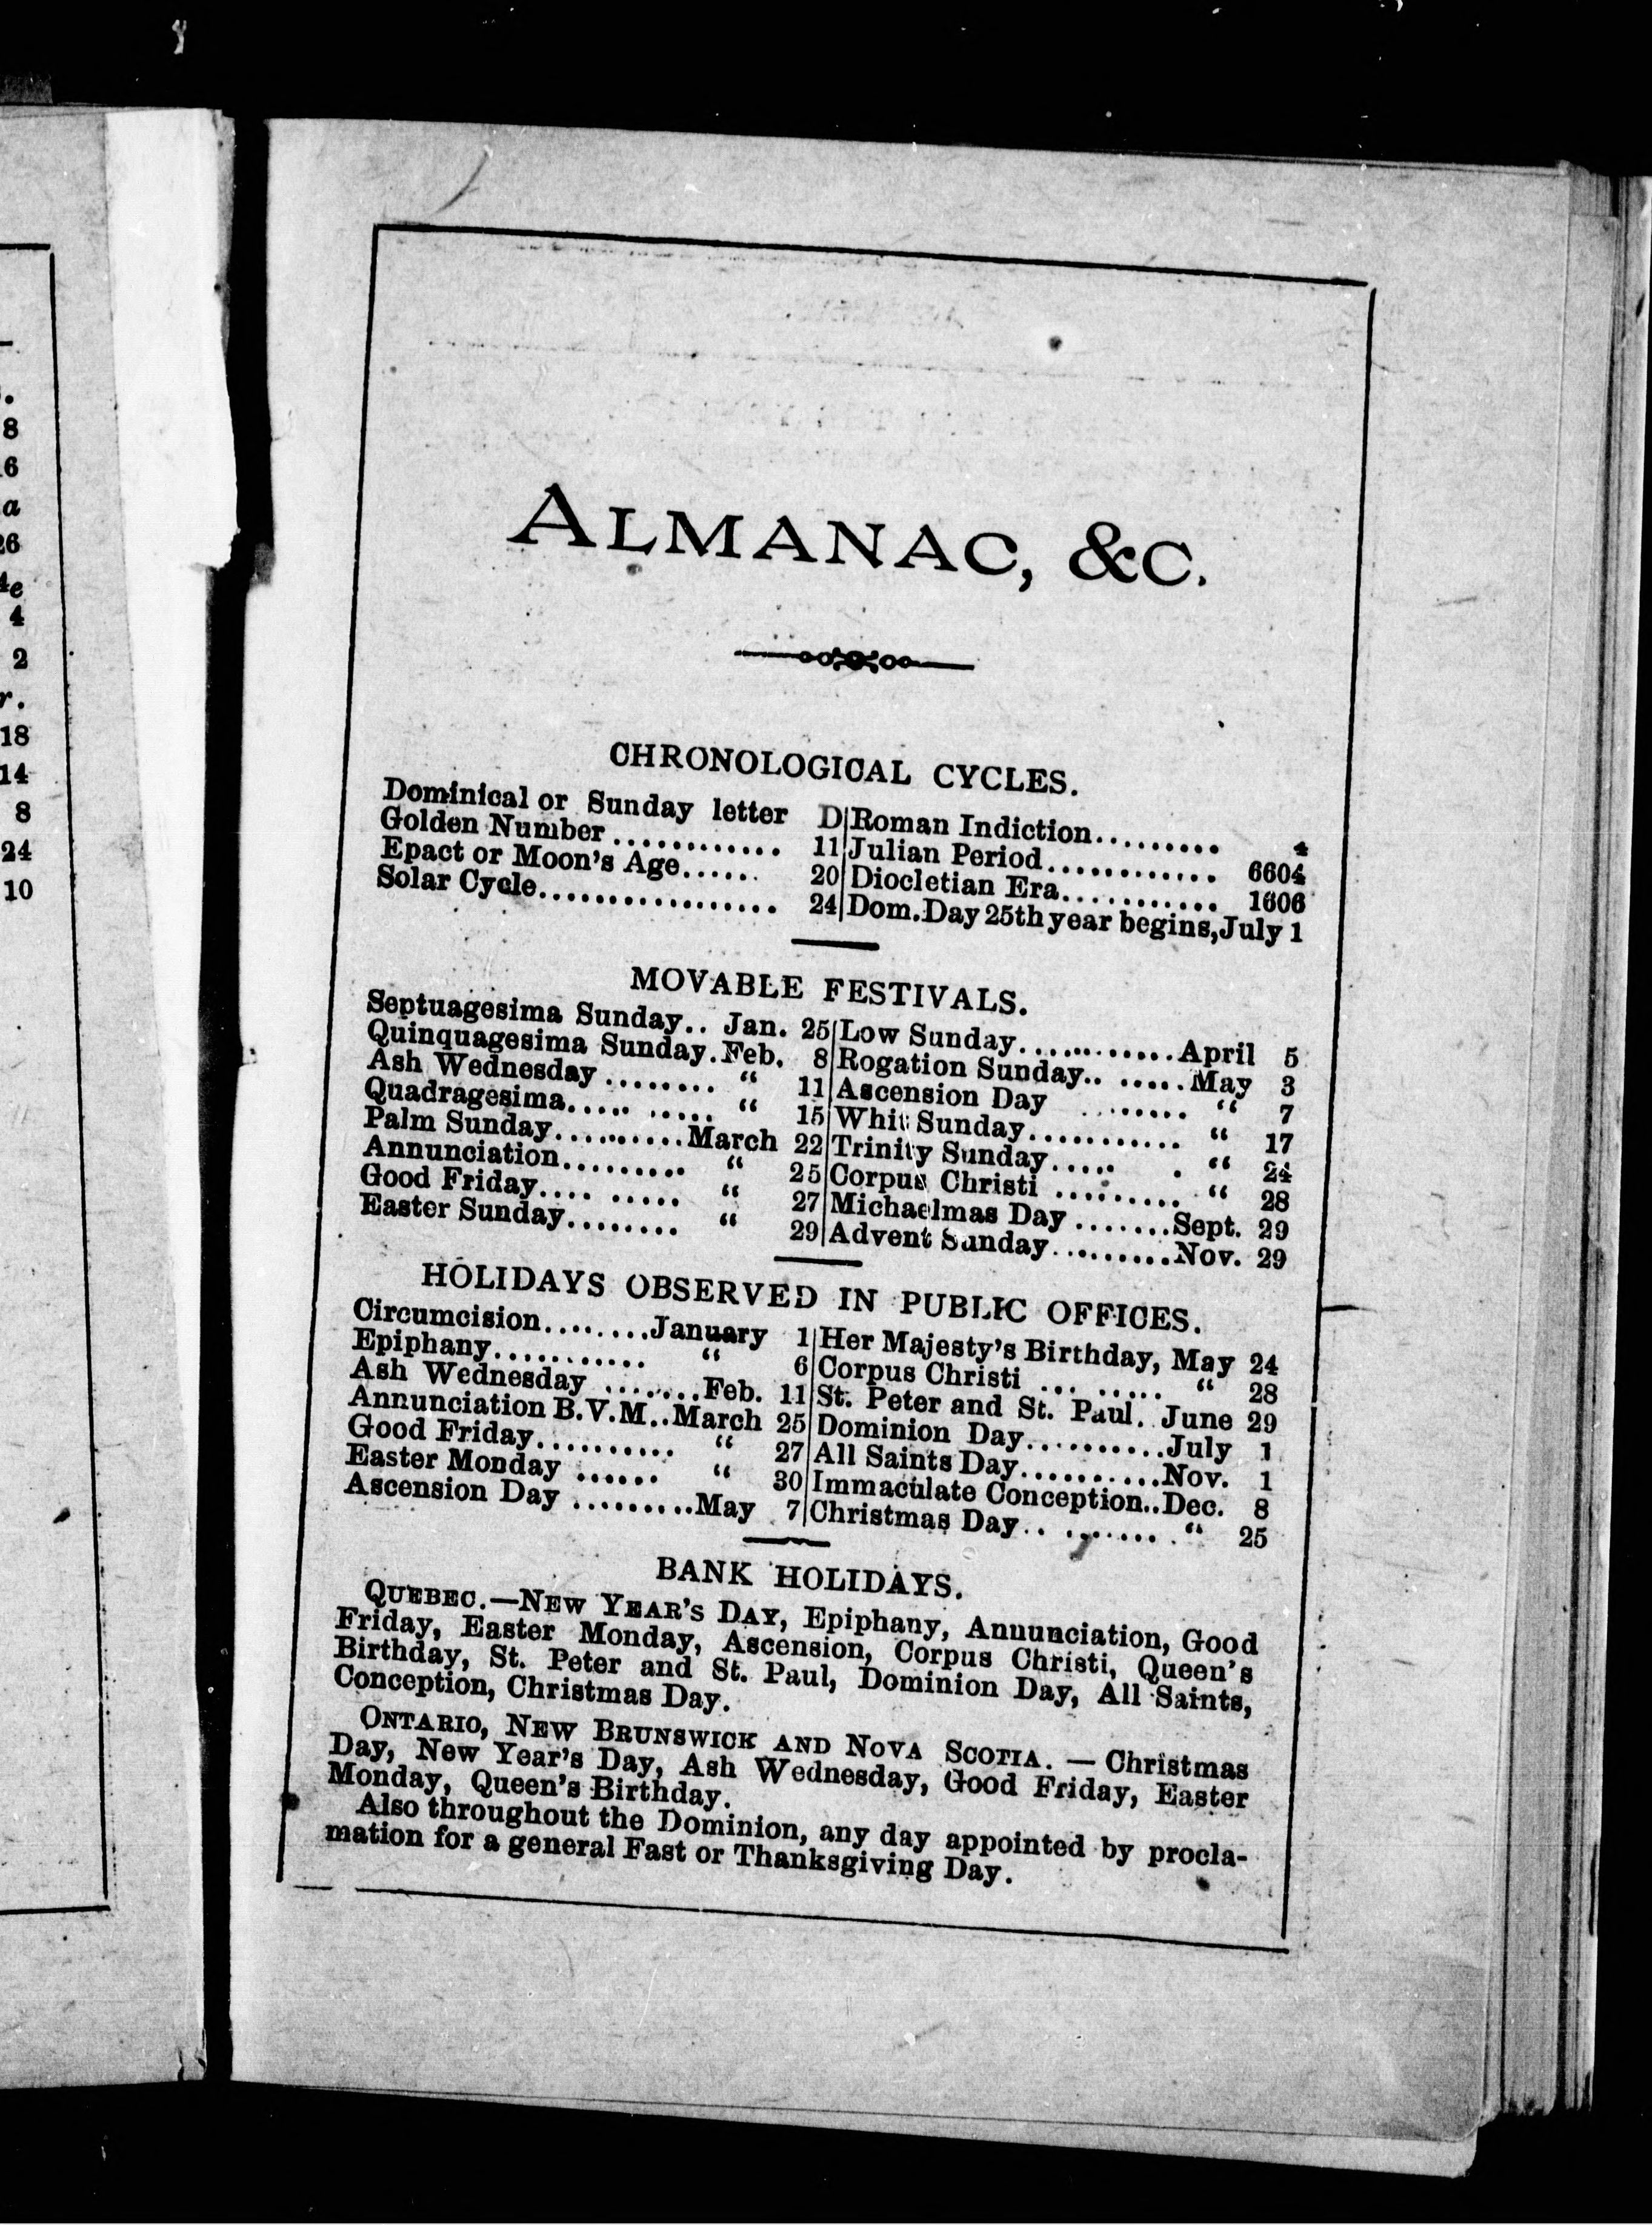 8
6
a
26
4
2
r.
18
14
8
24
10
ALMANAC, &C.
CHRONOLOGICAL CYCLES.
Dominical or Sunday letter D|Roman Indiction......... 4
Golden Number............ 11|Julian Period............ 6604
Epact or Moon's Age...... 20|Diocletian Era........... 1606
Solar Cycle................. 24|Dom.Day 25th year begins, July 1
MOVABLE FESTIVALS.
Septuagesima Sunday.. Jan. 25|Low Sunday............April 5
Quinquagesima Sunday.Feb. 8|Rogation Sunday.. .....May 3
Ash Wednesday........ “ 11|Ascension Day ........ “ 7
Quadragesima..... ..... “ 15|Whit Sunday........... “ 17
Palm Sunday..........March 22|Trinity Sunday..... . “ 24
Annunciation......... “ 25|Corpus Christi ......... “ 28
Good Friday.... ..... “ 27|Michaelmas Day.......Sept. 29
Easter Sunday........ “ 29|Advent Sunday.........Nov. 29
HOLIDAYS OBSERVED IN PUBLIC OFFICES.
Circumcision........January 1|Her Majesty's Birthday, May 24
Epiphany........... “ 6|Corpus Christi ... ..... “ 28
Ash Wednesday .......Feb. 11|St. Peter and St. Paul. June 29
Annunciation B.V.M..March 25|Dominion Day..........July 1
Good Friday.......... “ 27|All Saints Day..........Nov. 1
Easter Monday ...... “ 30|Immaculate Conception..Dec. 8
Ascension Day .........May 7|Christmas Day.. ....... “ 25
BANK HOLIDAYS.
QUEBEC.—NEW YEAR'S DAY, Epiphany, Annunciation, Good
Friday, Easter Monday, Ascension, Corpus Christi, Queen's
Birthday, St. Peter and St. Paul, Dominion Day, All Saints,
Conception, Christmas Day.
ONTARIO, NEW BRUNSWICK AND NOVA SCOTIA. — Christmas
Day, New Year's Day, Ash Wednesday, Good Friday, Easter
Monday, Queen's Birthday.
Also throughout the Dominion, any day appointed by procla-
mation for a general Fast or Thanksgiving Day.